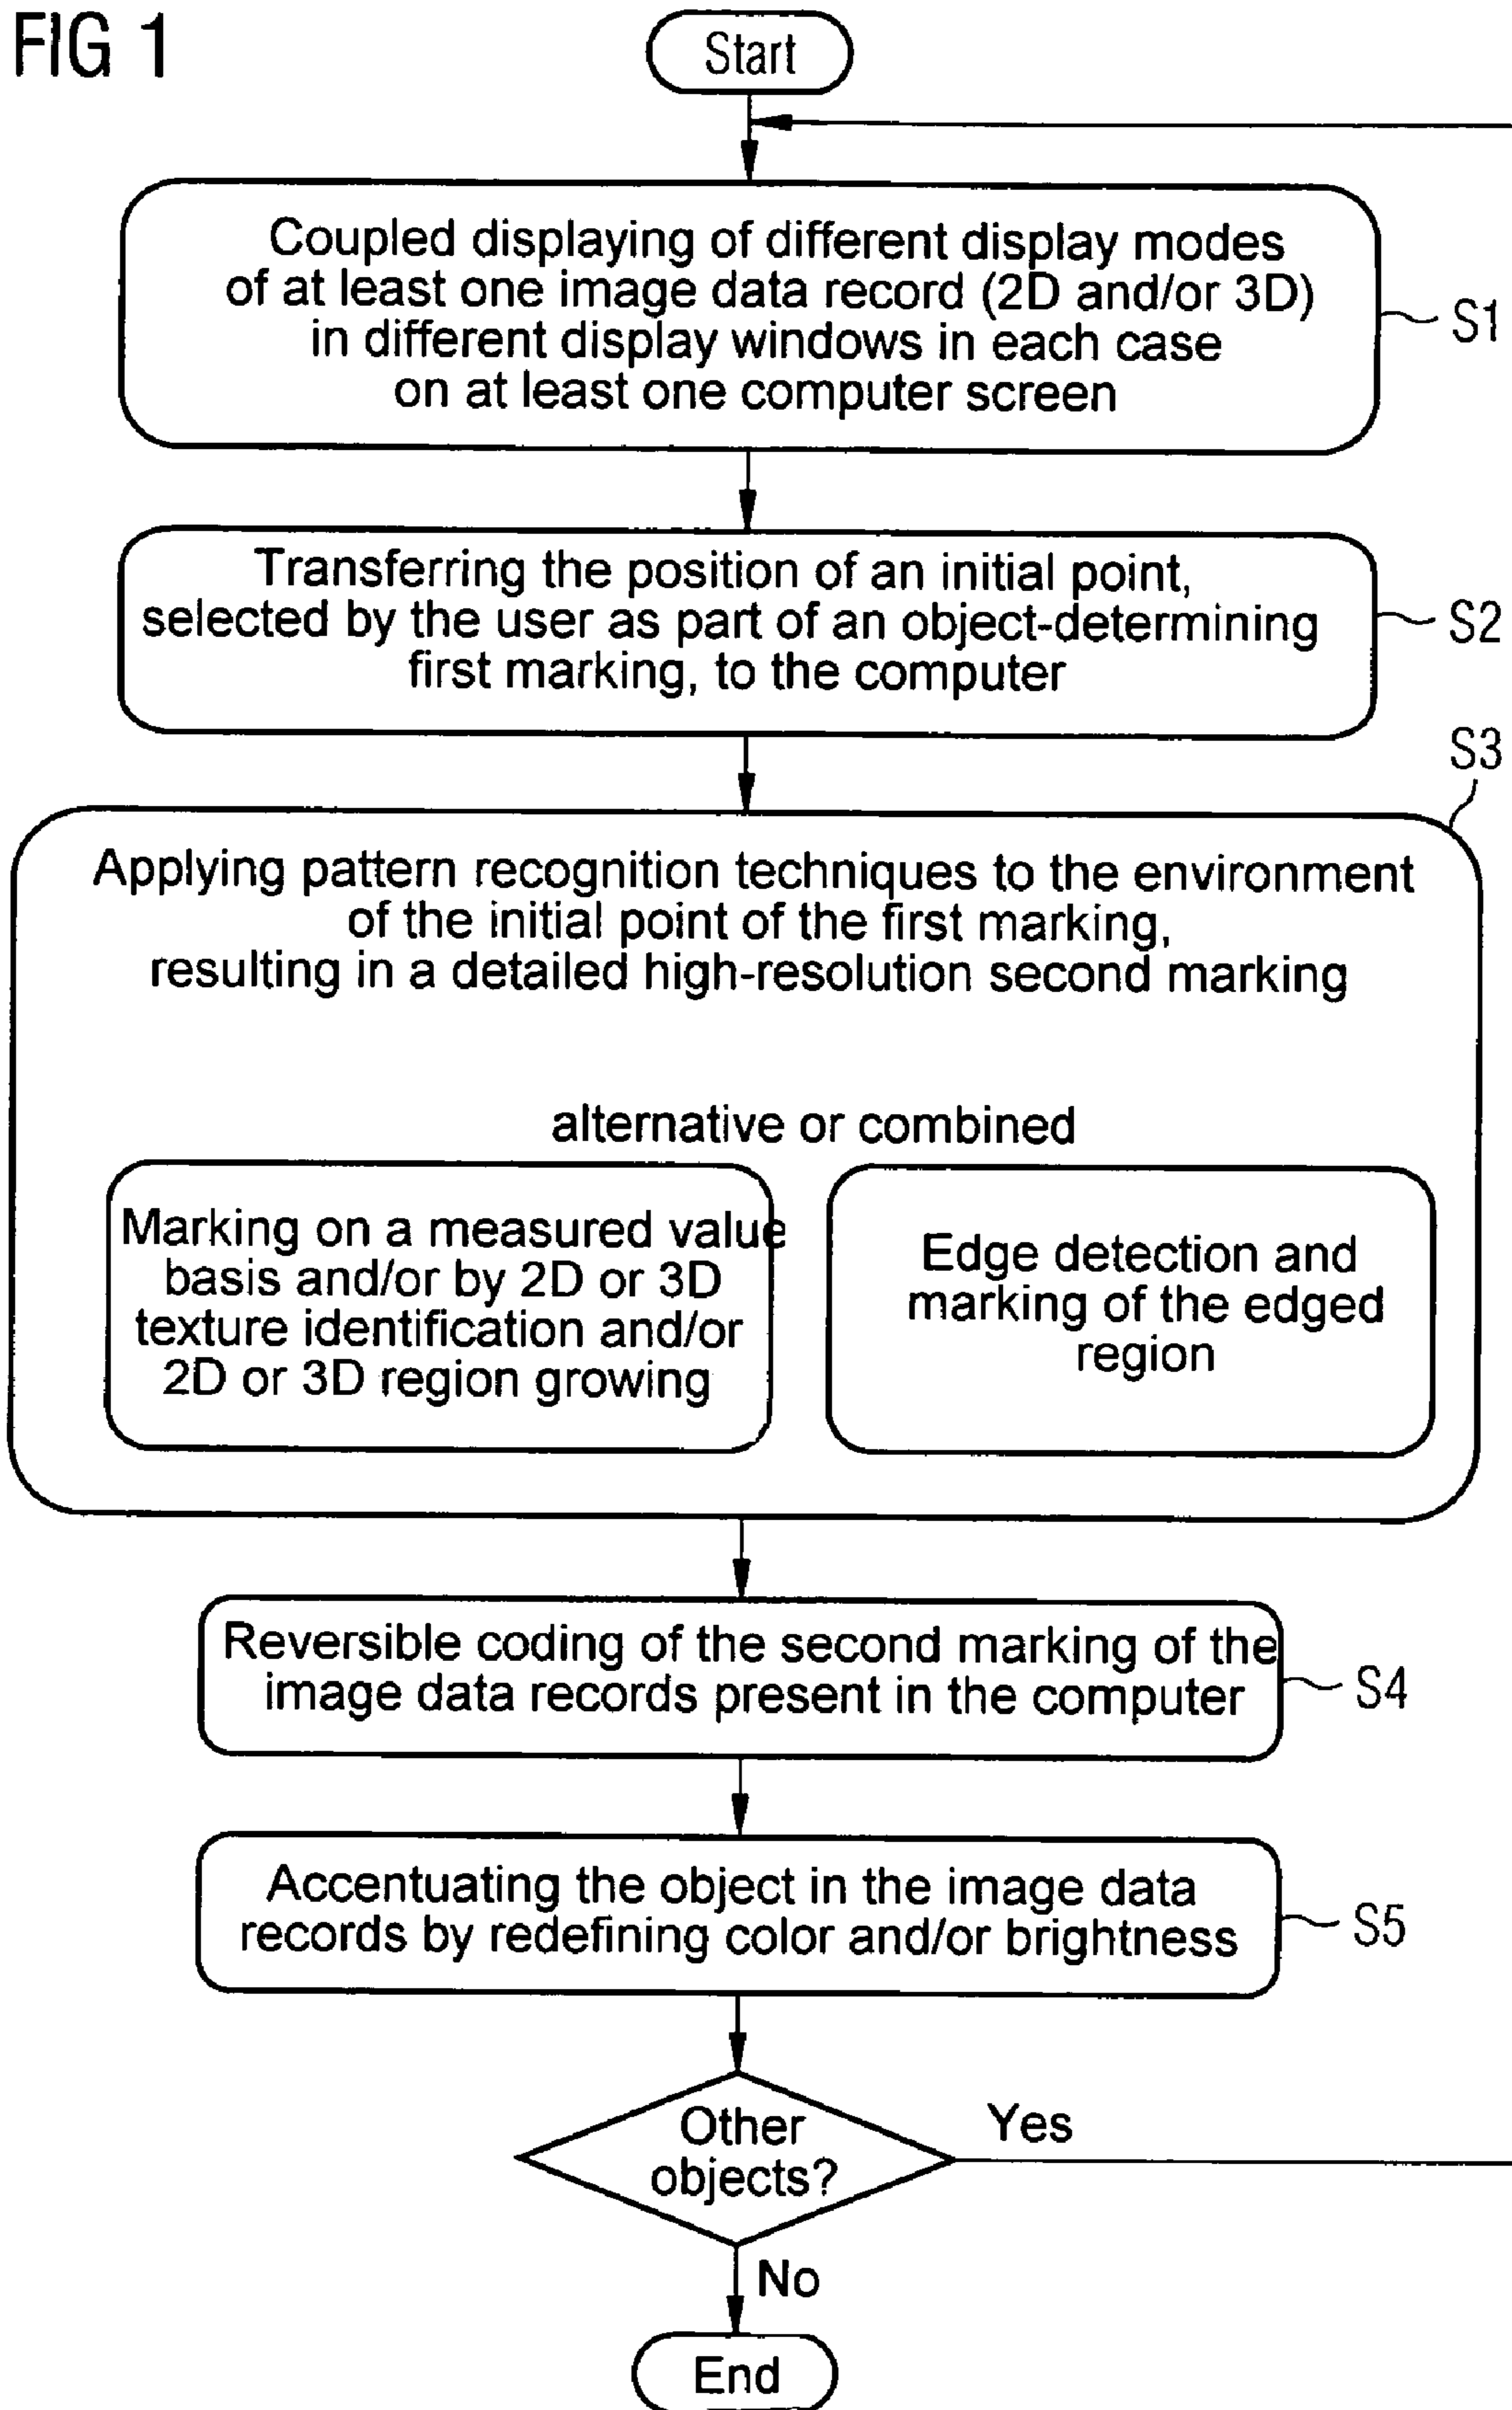 FIG 1
Start
Coupled displaying of different display modes
of at least one image data record (2D and/or 3D)
in different display windows in each case
on at least one computer screen
S1
Transferring the position of an initial point,
selected by the user as part of an object-determining
first marking, to the computer
S2
S3
Applying pattern recognition techniques to the environment
of the initial point of the first marking,
resulting in a detailed high-resolution second marking
alternative or combined
Marking on a measured value
basis and/or by 2D or 3D
texture identification and/or
2D or 3D region growing
Edge detection and
marking of the edged
region
Reversible coding of the second marking of the
image data records present in the computer
S4
Accentuating the object in the image data
records by redefining color and/or brightness
S5
Other
objects?
Yes
No
End